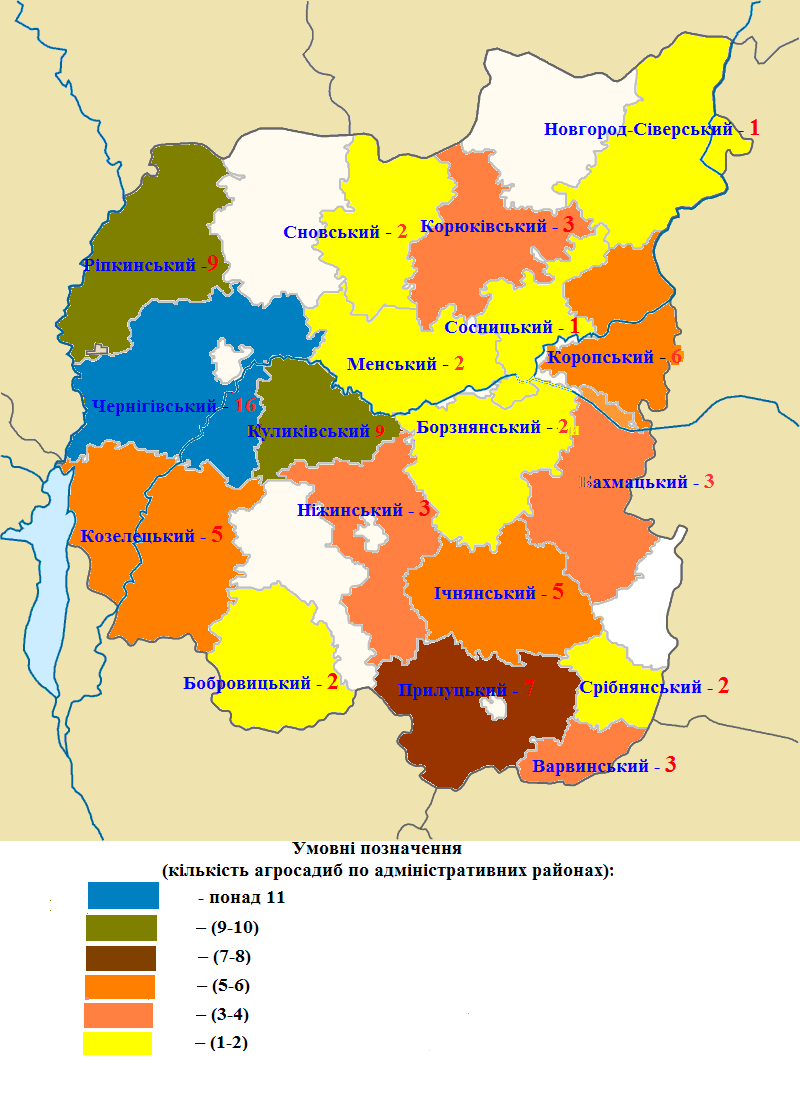 Новгород-Сіверський - 1
Сновський - 2
Корюківський - 3
Ріпкинський -9
Сосницький - 1
Менський - 2
Коропський - 6
Чернігівський - 16
Куликівський 9
Борзнянський - 2
Бахмацький - 3
Ніжинський - 3
Козелецький - 5
Ічнянський - 5
Бобровицький - 2
Прилуцький - 7
Срібнянський - 2
Варвинський - 3
Умовні позначення
(кількість агросадиб по адміністративних районах):
- понад 11
– (9-10)
– (7-8)
– (5-6)
– (3-4)
– (1-2)